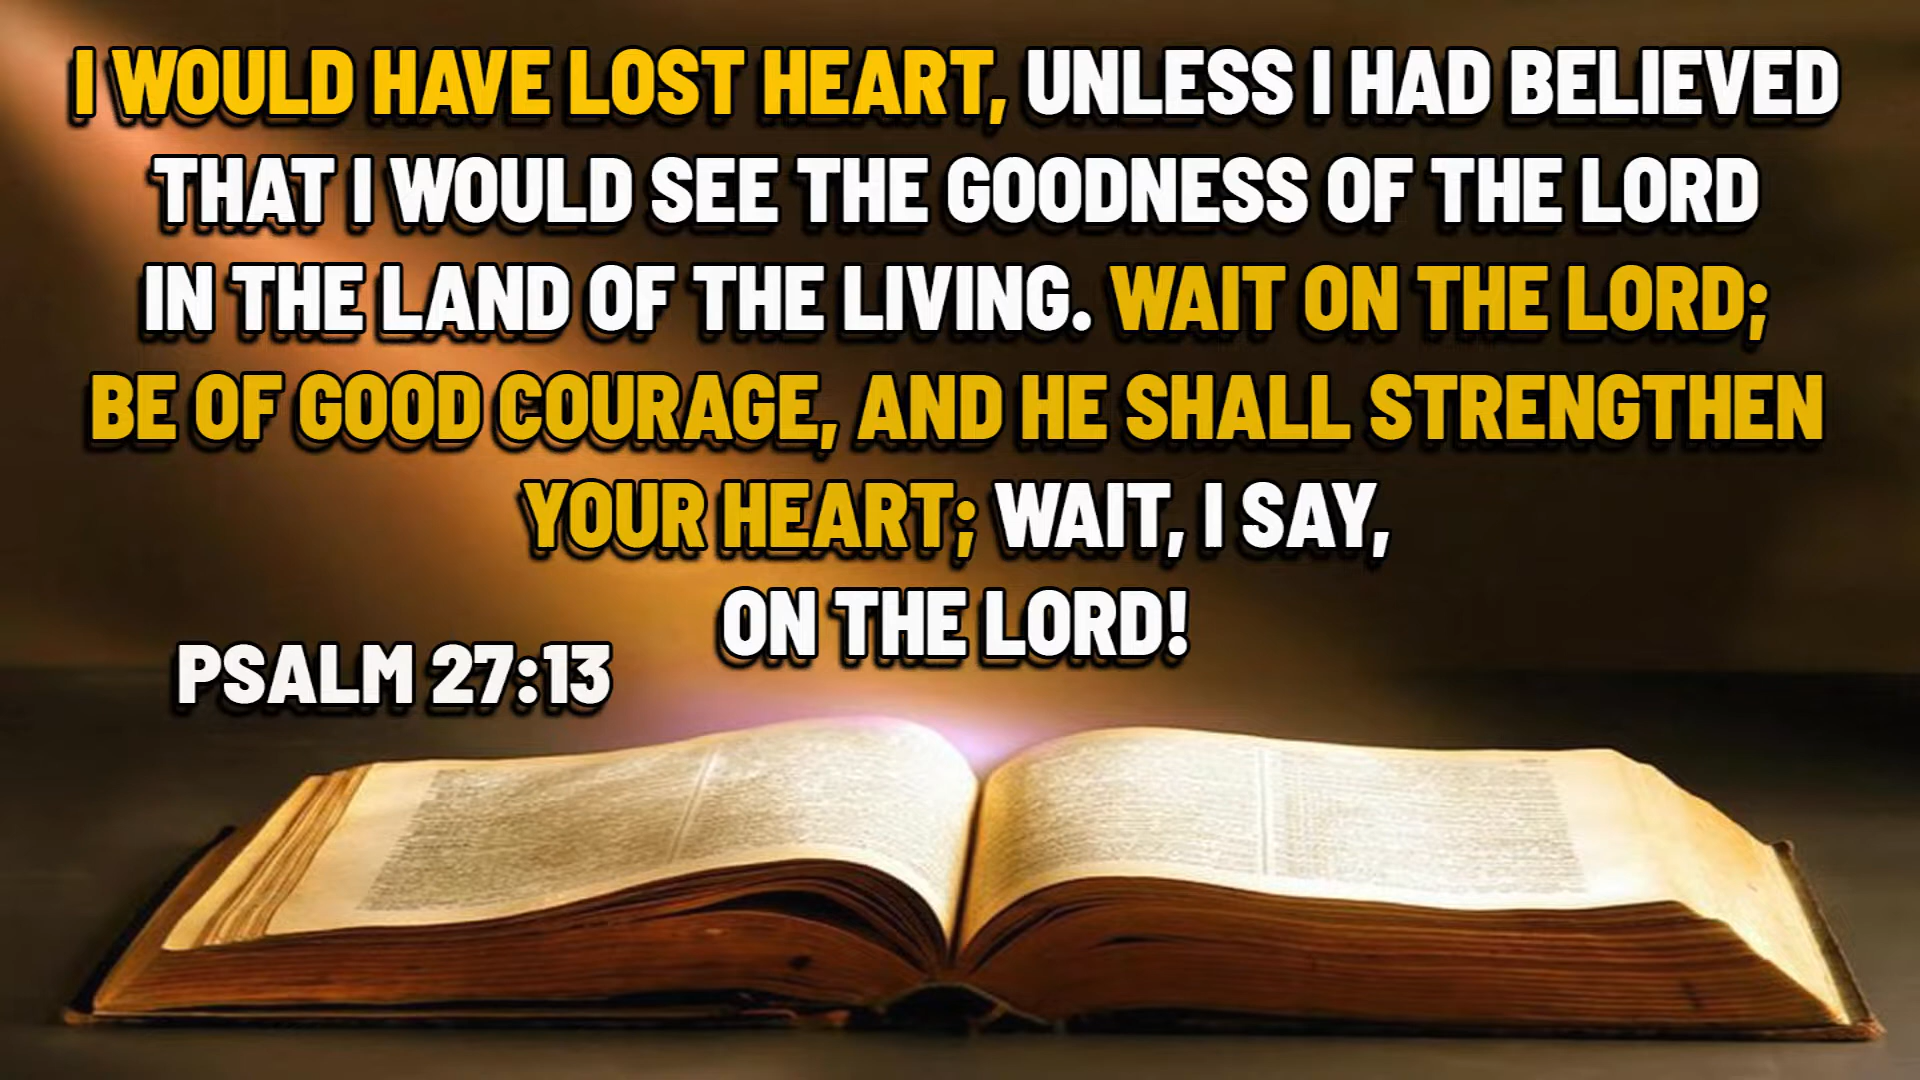 I WOULD HAVE LOST HEART, UNLESS I HAD BELIEVED
THAT I WOULD SEE THE GOODNESS OF THE LORD
IN THE LAND OF THE LIVING. WAIT ON THE LORD;
BE OF GOOD COURAGE, AND HE SHALL STRENGTHEN
YOUR HEART; WAIT, I SAY,
ON THE LORD!
PSALM 27:13